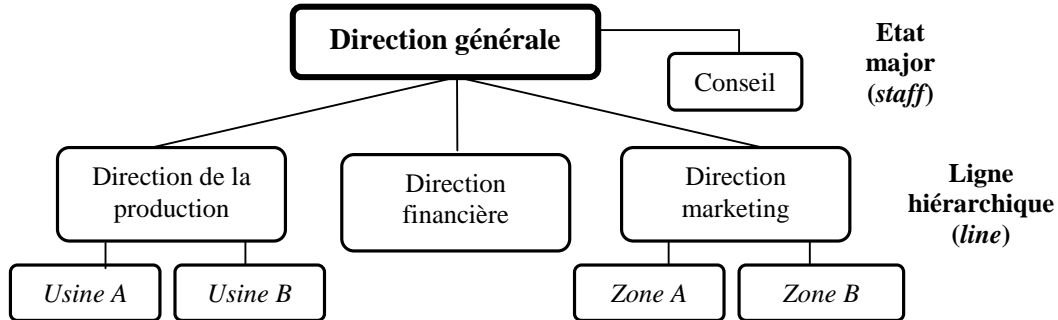 Direction générale
Conseil
Etat
major
(staff)
Direction de la
production
Direction
financière
Direction
marketing
Ligne
hiérarchique
(line)
Usine A
Usine B
Zone A
Zone B